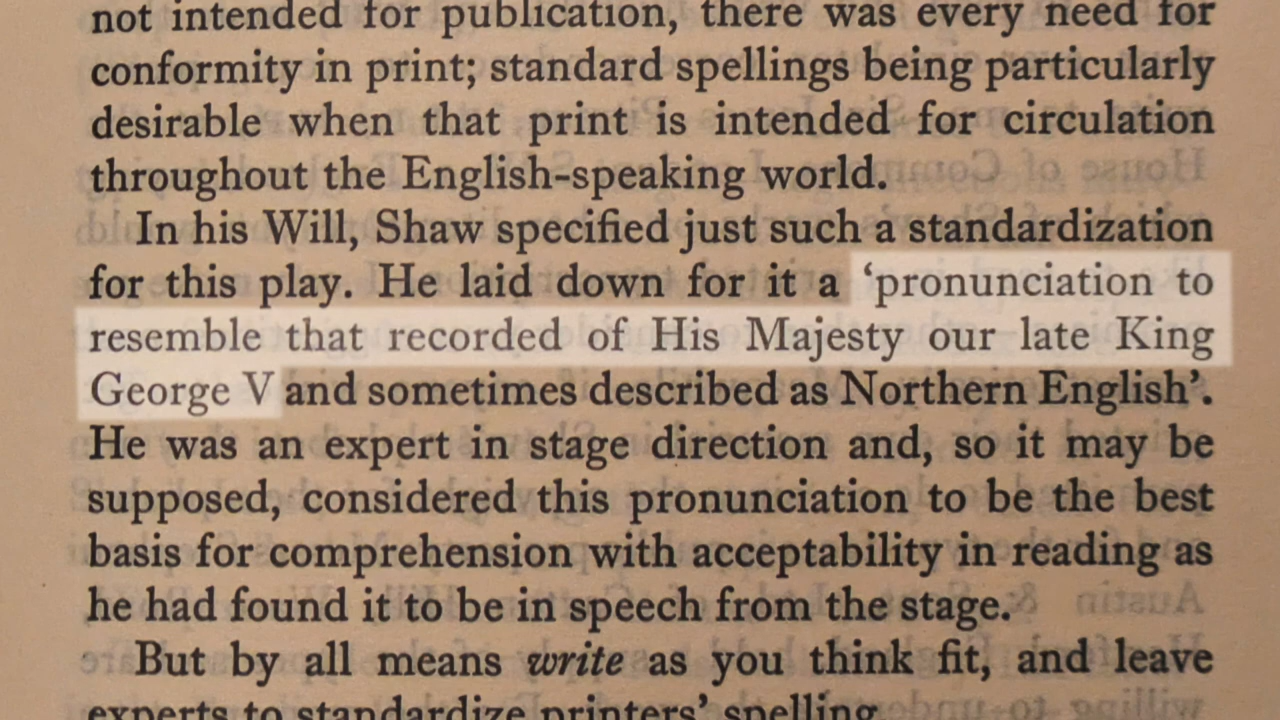 not intended for publication, there was every need for
conformity in print; standard spellings being particularly
desirable when that print is intended for circulation
throughout the English-speaking world.
In his Will, Shaw specified just such a standardization
for this play. He laid down for it a ‘pronunciation to
resemble that recorded of His Majesty our late King
George V and sometimes described as Northern English’.
He was an expert in stage direction and, so it may be
supposed, considered this pronunciation to be the best
basis for comprehension with acceptability in reading as
he had found it to be in speech from the stage.
But by all means write as you think fit, and leave
experts to standardize printers’ spelling.